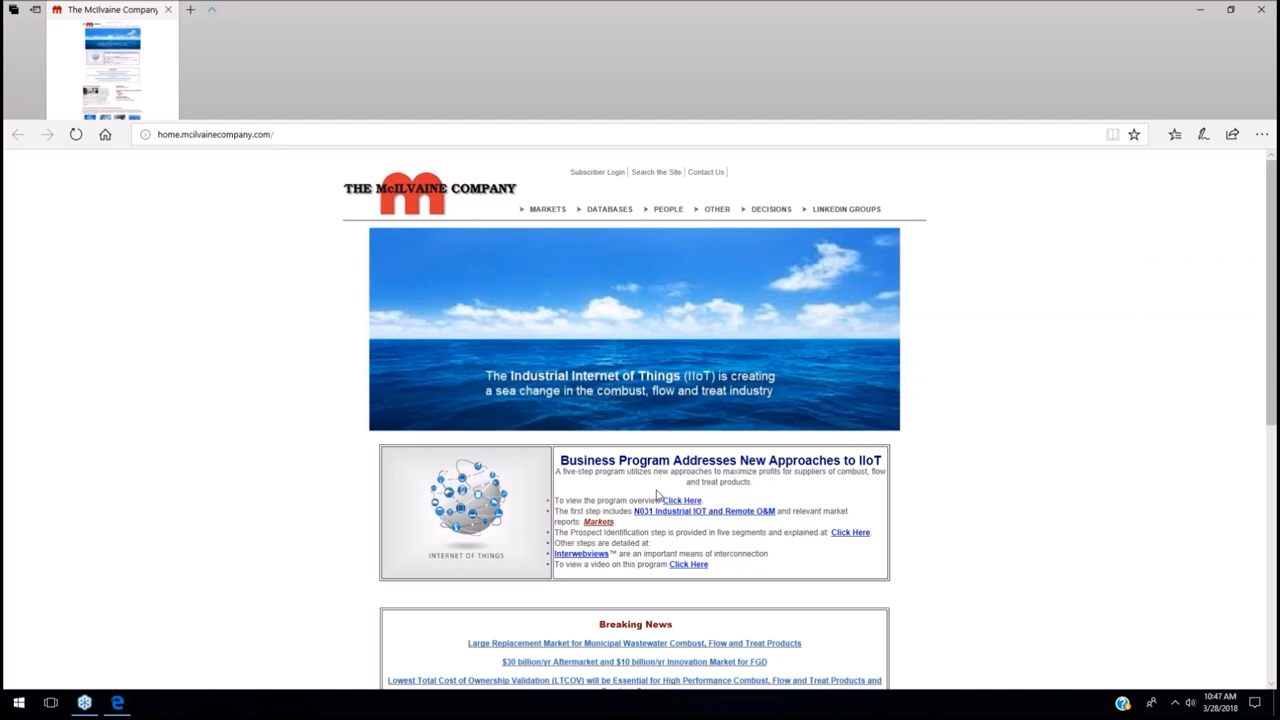 The McIlvaine Company
home.mcilvainecompany.com/
Subscriber Login | Search the Site | Contact Us |
THE McILVAINE COMPANY
MARKETS DATABASES PEOPLE OTHER DECISIONS LINKEDIN GROUPS
The Industrial Internet of Things (IIoT) is creating
a sea change in the combust, flow and treat industry
INTERNET OF THINGS
Business Program Addresses New Approaches to IIoT
A five-step program utilizes new approaches to maximize profits for suppliers of combust, flow
and treat products.
To view the program overview Click Here.
The first step includes N031 Industrial IOT and Remote O&M and relevant market
reports: Markets.
The Prospect Identification step is provided in five segments and explained at: Click Here.
Other steps are detailed at:
Interwebviews™ are an important means of interconnection
To view a video on this program Click Here
Breaking News
Large Replacement Market for Municipal Wastewater Combust, Flow and Treat Products
$30 billion/yr Aftermarket and $10 billion/yr Innovation Market for FGD
Lowest Total Cost of Ownership Validation (LTCOV) will be Essential for High Performance Combust, Flow and Treat Products and
10:47 AM
3/28/2018